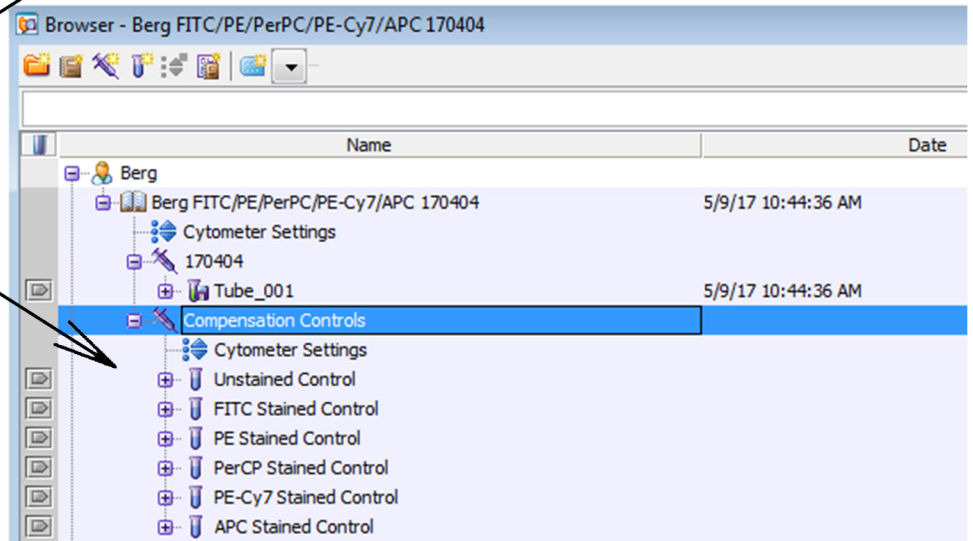 Browser - Berg FITC/PE/PerPC/PE-Cy7/APC 170404
Name Date
Berg
Berg FITC/PE/PerPC/PE-Cy7/APC 170404 5/9/17 10:44:36 AM
Cytometer Settings
170404
Tube_001 5/9/17 10:44:36 AM
Compensation Controls
Cytometer Settings
Unstained Control
FITC Stained Control
PE Stained Control
PerCP Stained Control
PE-Cy7 Stained Control
APC Stained Control